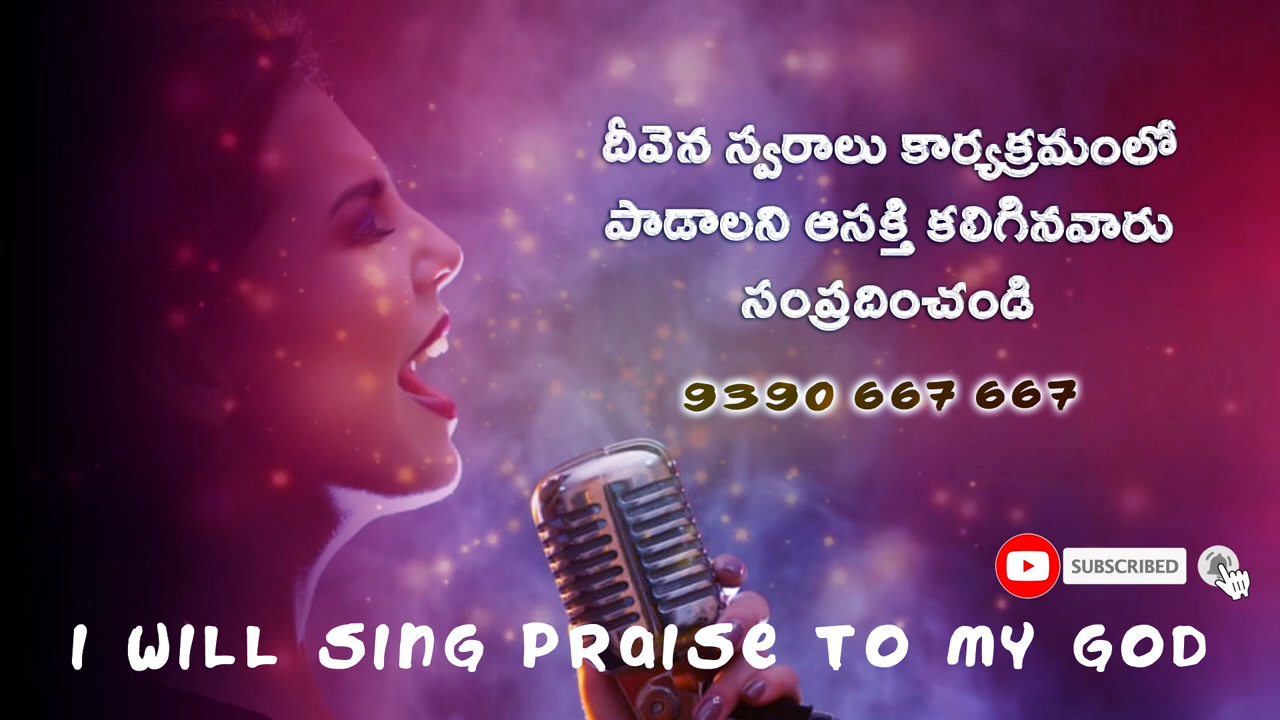 దీవెన స్వరాలు కార్యక్రమంలో
పాడాలని ఆసక్తి కలిగినవారు
సంప్రదించండి
9390 667 667
SUBSCRIBED
I WILL SING PRAISE TO MY GOD